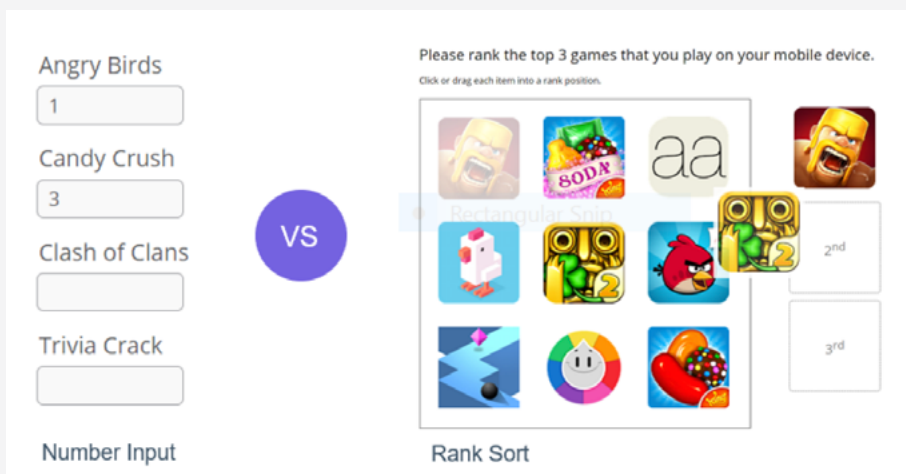 Angry Birds
1
Candy Crush
3
Clash of Clans
Trivia Crack
Number Input
VS
Please rank the top 3 games that you play on your mobile device.
Click or drag each item into a rank position.
SODA
aa
Rectangular Snip
2
2
2nd
3rd
King
Rank Sort